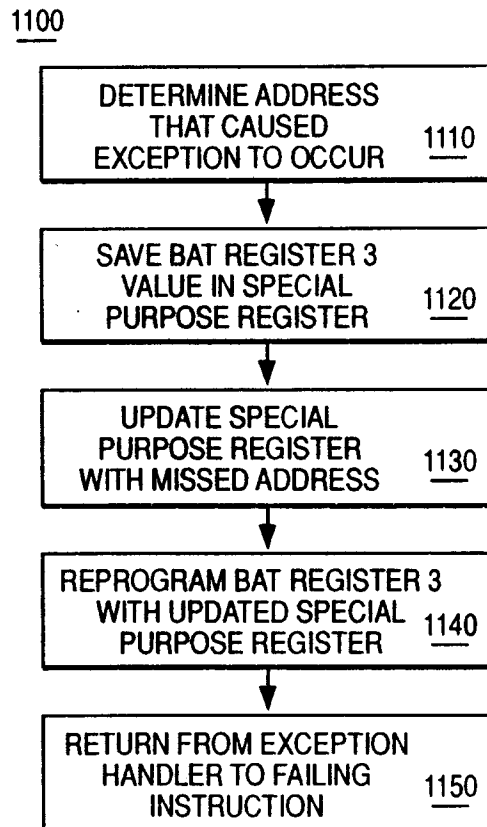 1100
DETERMINE ADDRESS
THAT CAUSED
EXCEPTION TO OCCUR
1110
SAVE BAT REGISTER 3
VALUE IN SPECIAL
PURPOSE REGISTER
1120
UPDATE SPECIAL
PURPOSE REGISTER
WITH MISSED ADDRESS
1130
REPROGRAM BAT REGISTER 3
WITH UPDATED SPECIAL
PURPOSE REGISTER
1140
RETURN FROM EXCEPTION
HANDLER TO FAILING
INSTRUCTION
1150